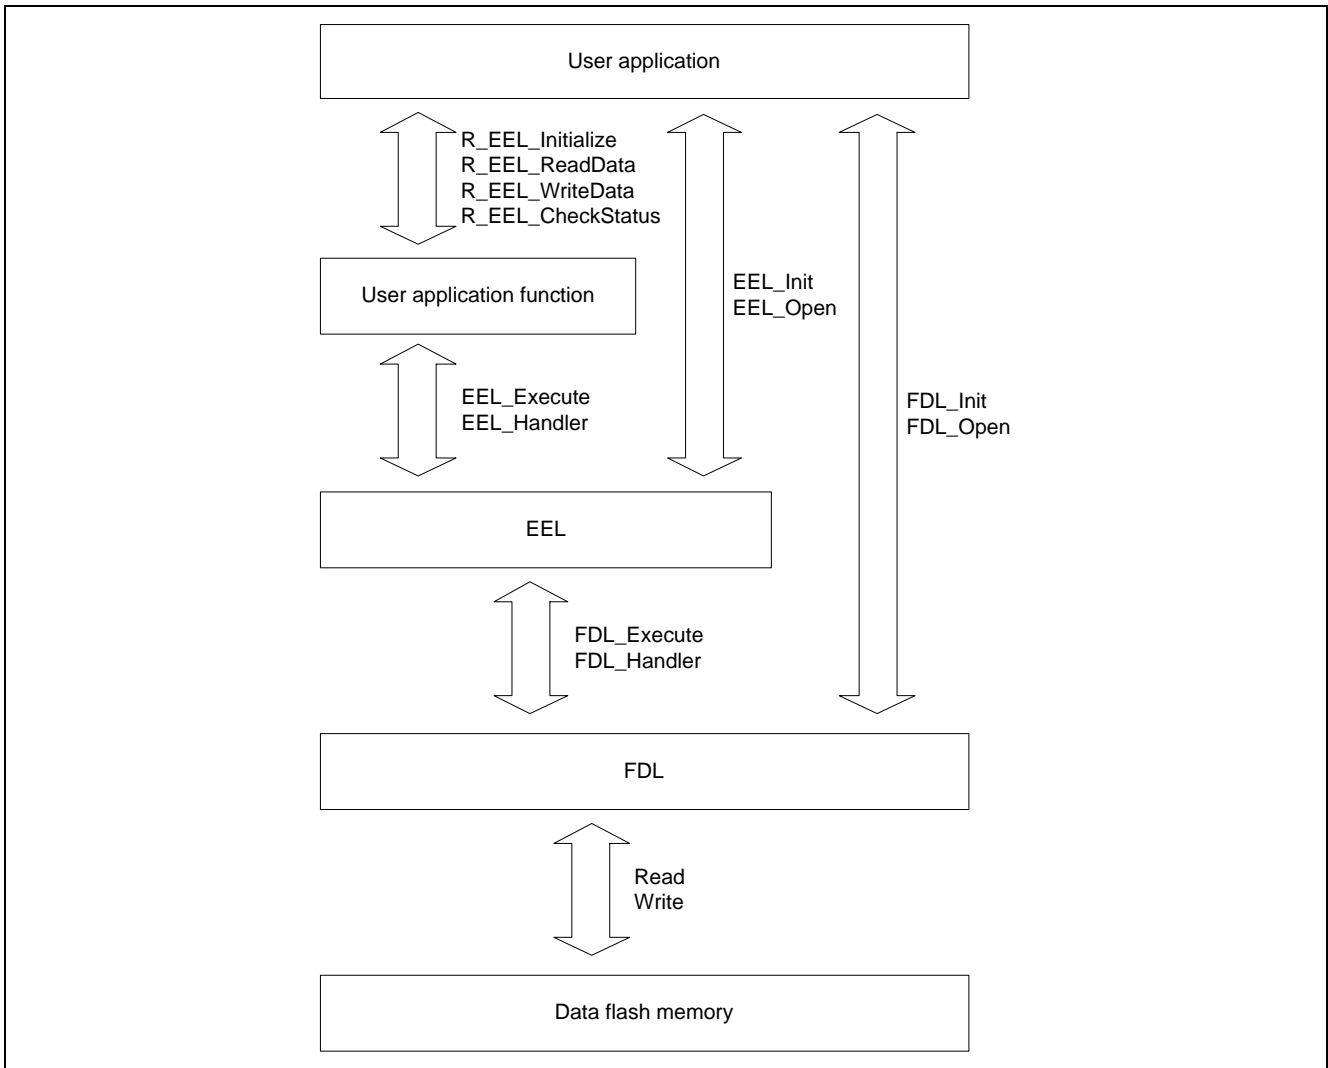 User application
R_EEL_Initialize
R_EEL_ReadData
R_EEL_WriteData
R_EEL_CheckStatus
User application function
EEL_Init
EEL_Open
EEL_Execute
EEL_Handler
FDL_Init
FDL_Open
EEL
FDL_Execute
FDL_Handler
FDL
Read
Write
Data flash memory